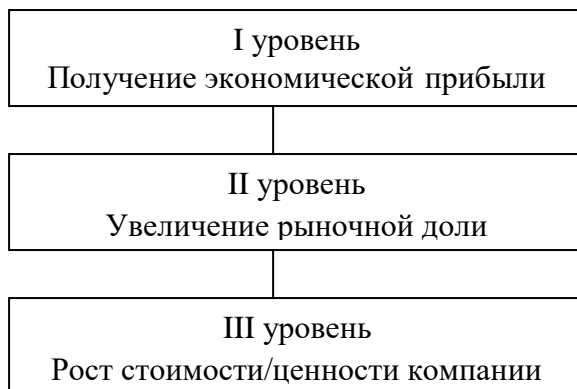 I уровень
Получение экономической прибыли
II уровень
Увеличение рыночной доли
III уровень
Рост стоимости/ценности компании